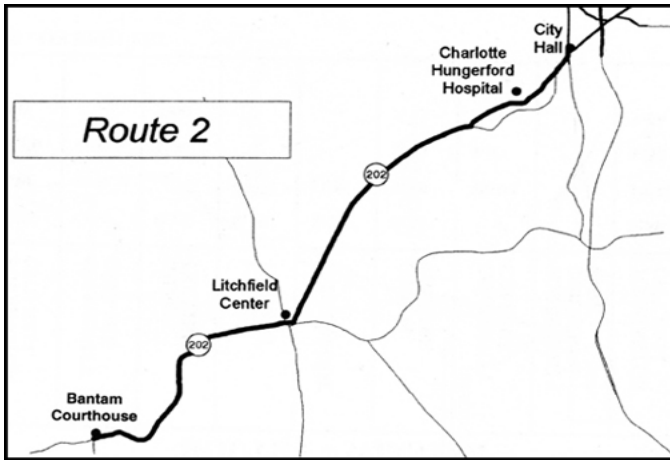 City
Hall
Charlotte
Hungerford
Hospital
Route 2
202
Litchfield
Center
202
Bantam
Courthouse